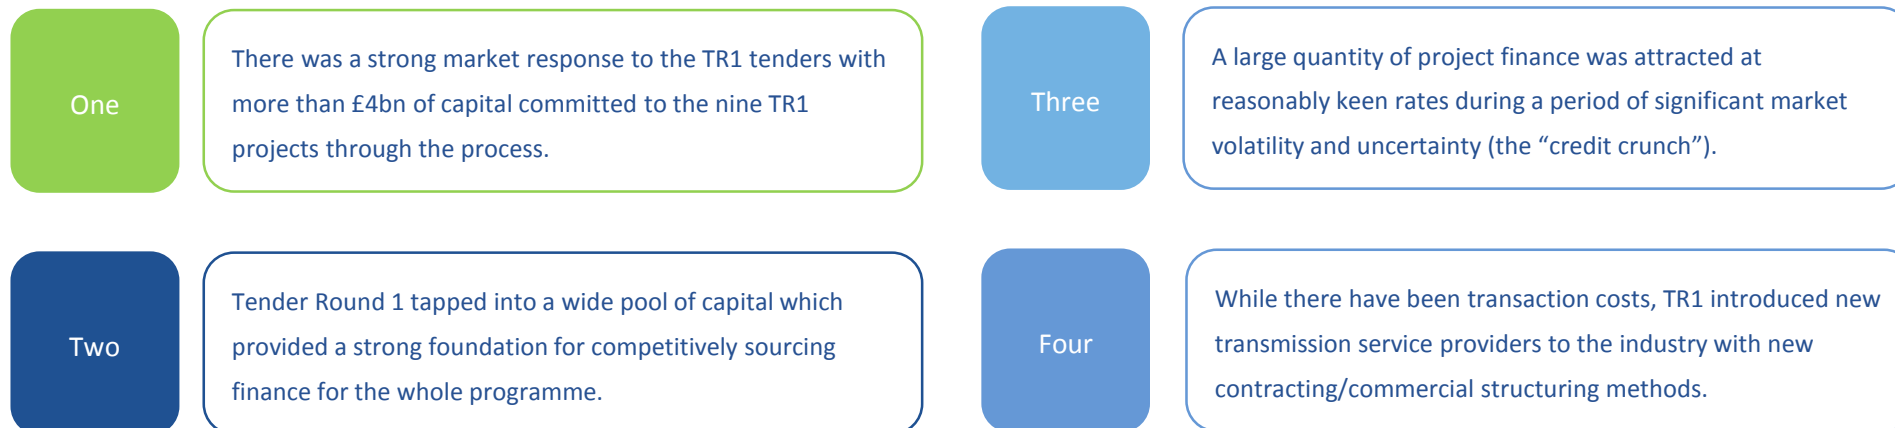 One
There was a strong market response to the TR1 tenders with
more than £4bn of capital committed to the nine TR1
projects through the process.
Two
Tender Round 1 tapped into a wide pool of capital which
provided a strong foundation for competitively sourcing
finance for the whole programme.
Three
A large quantity of project finance was attracted at
reasonably keen rates during a period of significant market
volatility and uncertainty (the “credit crunch”).
Four
While there have been transaction costs, TR1 introduced new
transmission service providers to the industry with new
contracting/commercial structuring methods.